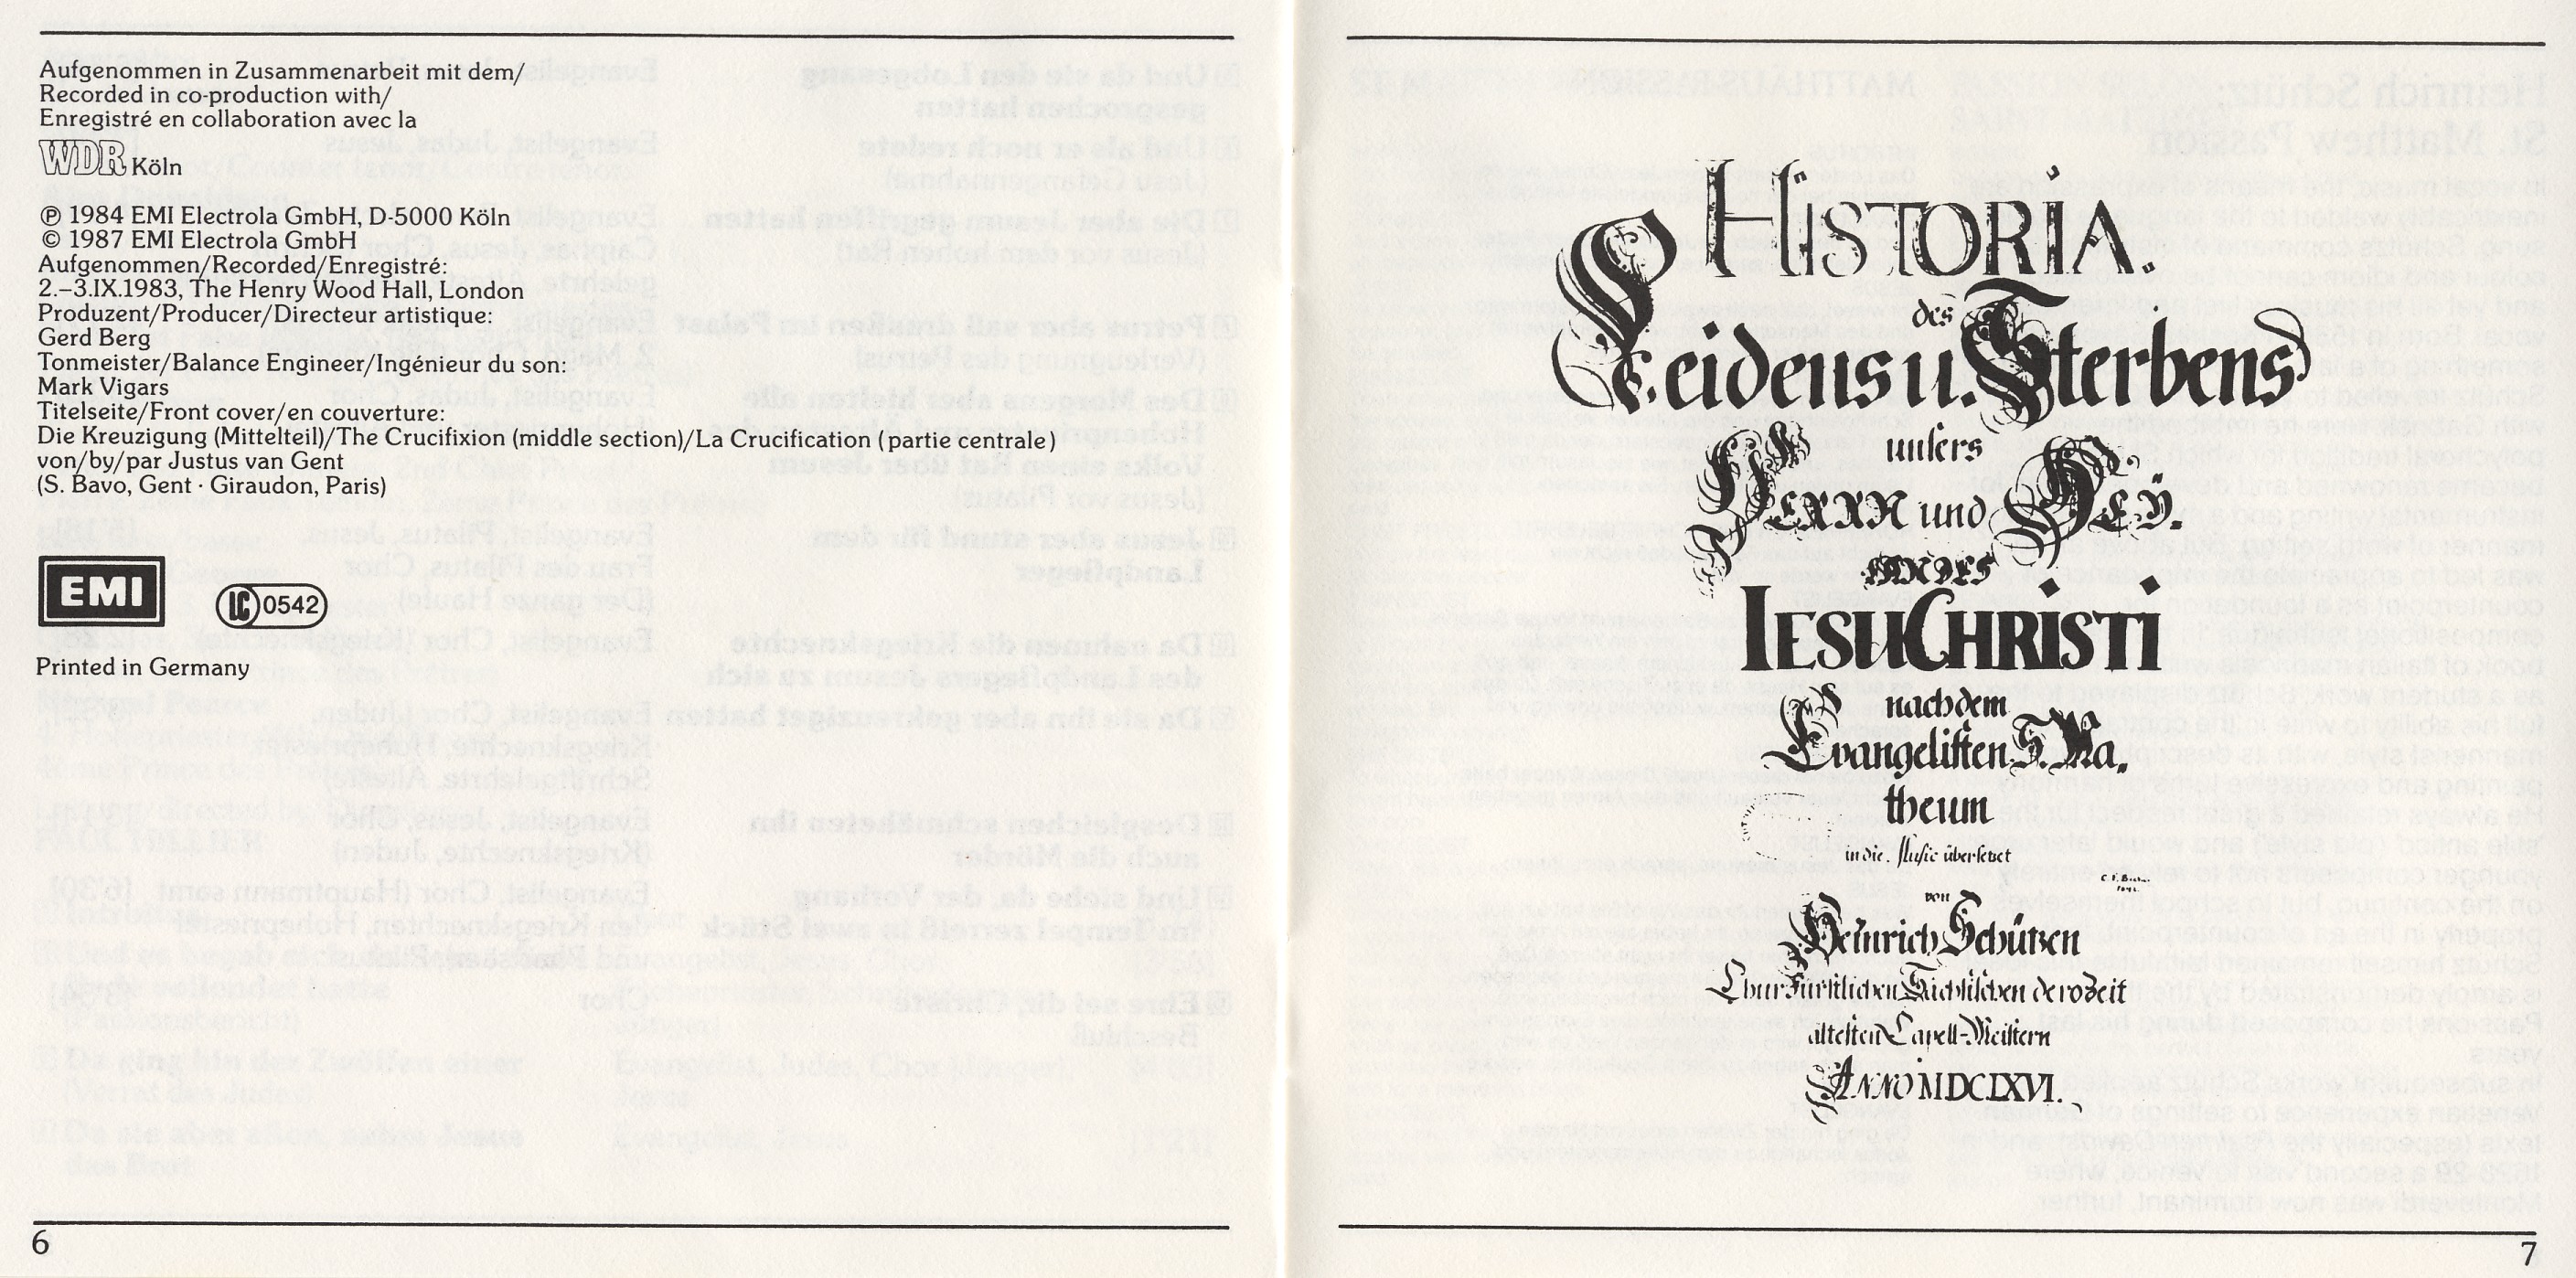 Aufgenommen in Zusammenarbeit mit dem/
Recorded in co-production with/
Enregistré en collaboration avec la
WDR Köln
℗ 1984 EMI Electrola GmbH, D-5000 Köln
© 1987 EMI Electrola GmbH
Aufgenommen/Recorded/Enregistré:
2.–3.IX.1983, The Henry Wood Hall, London
Produzent/Producer/Directeur artistique:
Gerd Berg
Tonmeister/Balance Engineer/Ingénieur du son:
Mark Vigars
Titelseite/Front cover/en couverture:
Die Kreuzigung (Mittelteil)/The Crucifixion (middle section)/La Crucification (partie centrale)
von/by/par Justus van Gent
(S. Bavo, Gent · Giraudon, Paris)
EMI
LC 0542
Printed in Germany
6
HISTORIA.
des
Leidens u. Sterbens
unsers
HERRN und HEŸ.
LANDES
IESU CHRISTI
nach dem
Evangelisten S. Ma,
theum
in die. Music übersetzet
von
Heinrich Schützen
ChurFürstlichen Sächsischen dero Zeit
ältesten Capell-Meistern
ANNO MDCLXVI.
7